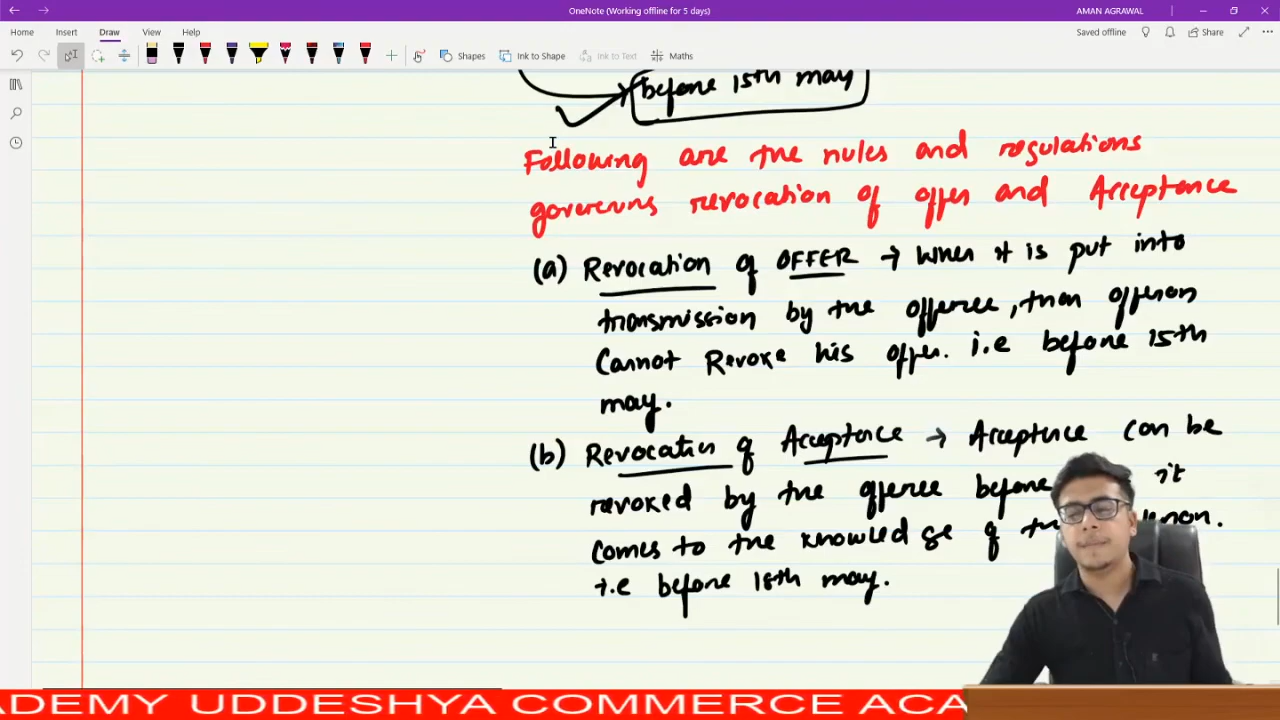 OneNote (Working offline for 5 days)
AMAN AGRAWAL
Home Insert Draw View Help
Saved offline
Share
Shapes
Ink to Shape
Ink to Text
Maths
before 15th may
Following are the rules and regulations
governing revocation of offer and Acceptance
(a) Revocation of OFFER → When it is put into
transmission by the offeree, then offeror
Cannot Revoke his offer. i.e before 15th
may.
(b) Revocation of Acceptance → Acceptence can be
revoked by the offeree before it
comes to the knowledge of
i.e before 18th may.
ADEMY UDDESHYA COMMERCE ACA